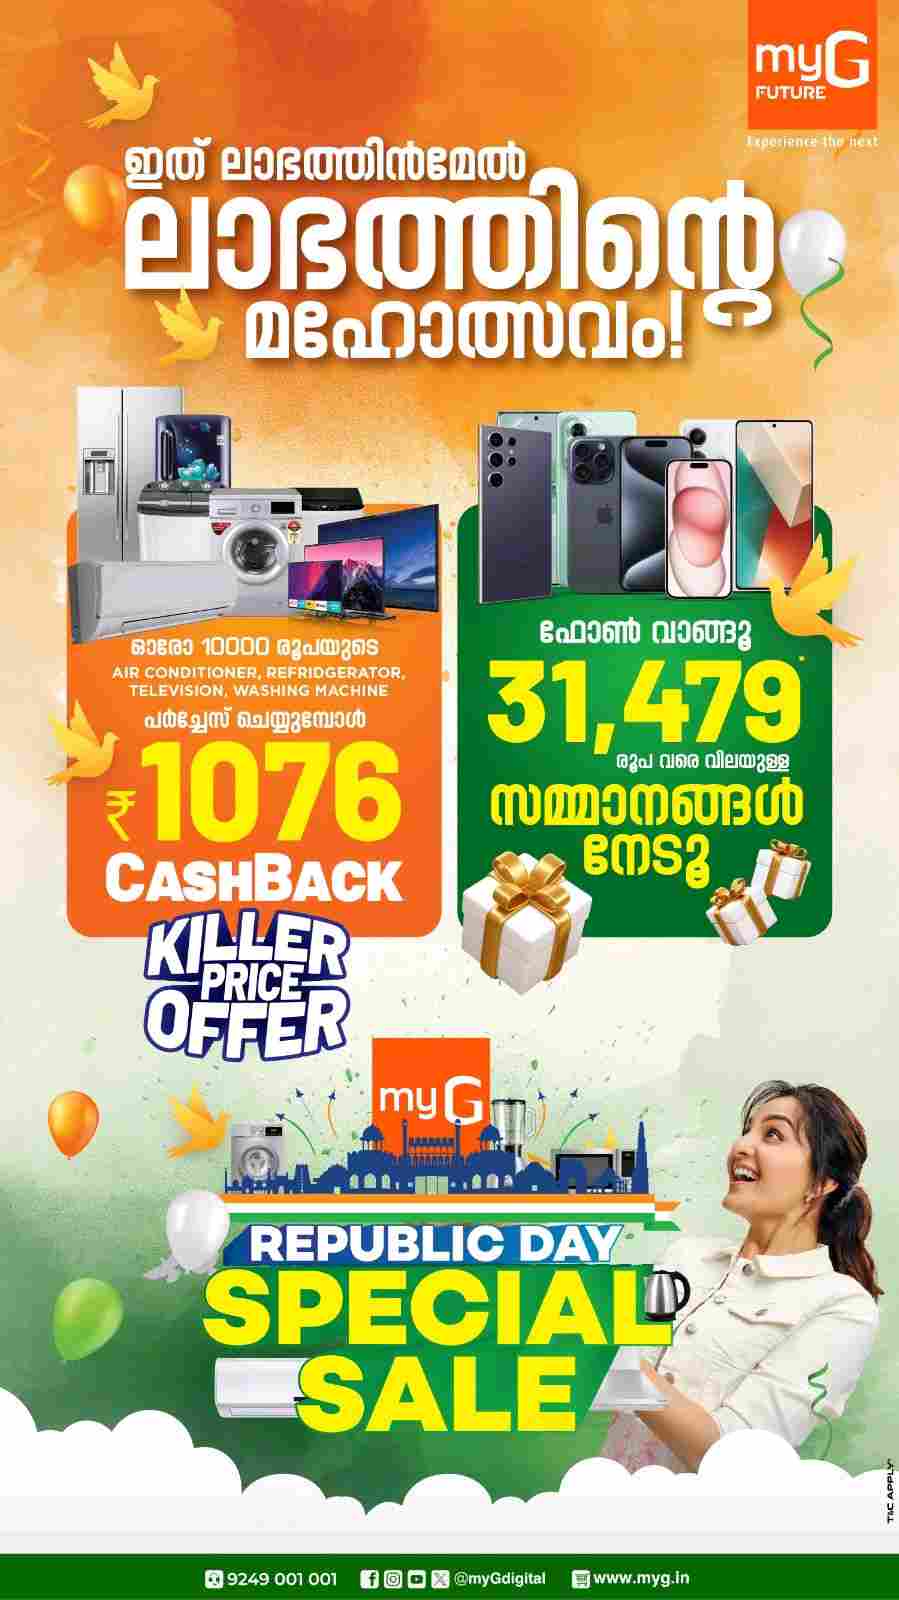 myG
FUTURE
Experience the next
ഇത് ലാഭത്തിൻമേൽ
ലാഭത്തിന്റെ
മഹോത്സവം!
ഓരോ 10000 രൂപയുടെ
AIR CONDITIONER, REFRIDGERATOR,
TELEVISION, WASHING MACHINE
പർച്ചേസ് ചെയ്യുമ്പോൾ
₹1076
CASHBACK
KILLER
PRICE
OFFER
ഫോൺ വാങ്ങൂ
31,479*
രൂപ വരെ വിലയുള്ള
സമ്മാനങ്ങൾ
നേടൂ
myG
REPUBLIC DAY
SPECIAL
SALE
T&C APPLY*
9249 001 001 @myGdigital www.myg.in